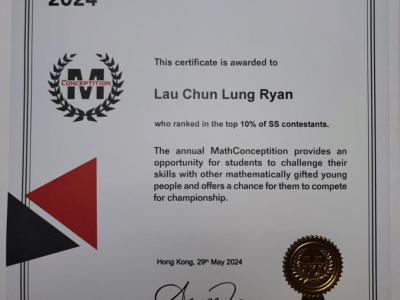 2024
CONCEPTITION
M
This certificate is awarded to
Lau Chun Lung Ryan
who ranked in the top 10% of SS contestants.
The annual MathConceptition provides an
opportunity for students to challenge their
skills with other mathematically gifted young
people and offers a chance for them to compete
for championship.
Hong Kong, 29th May 2024